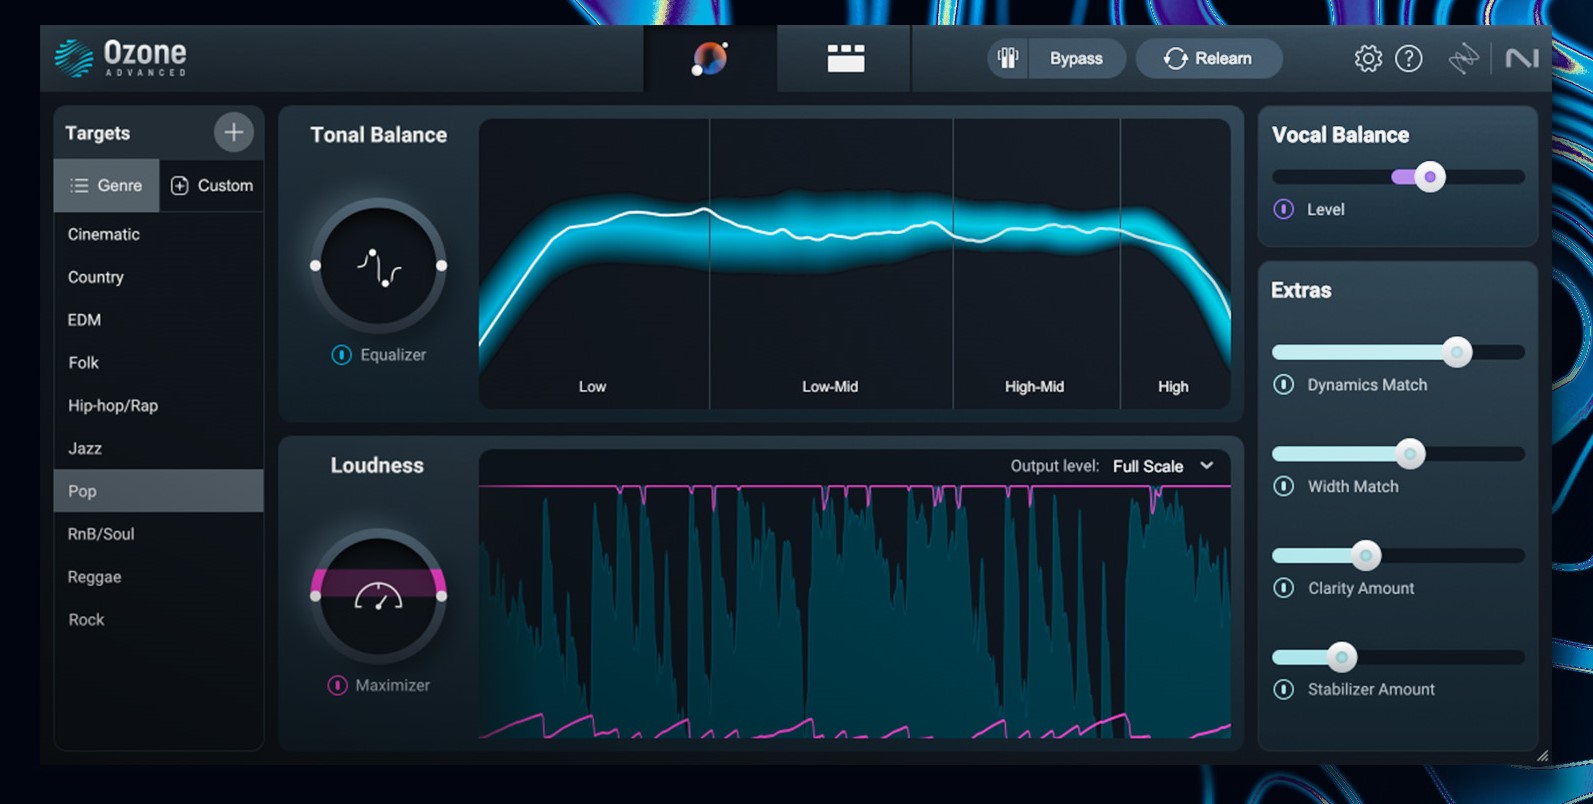 Ozone
ADVANCED
Bypass
Relearn
Targets
Genre
Custom
Cinematic
Country
EDM
Folk
Hip-hop/Rap
Jazz
Pop
RnB/Soul
Reggae
Rock
Tonal Balance
Equalizer
Low
Low-Mid
High-Mid
High
Loudness
Maximizer
Output level: Full Scale
Vocal Balance
Level
Extras
Dynamics Match
Width Match
Clarity Amount
Stabilizer Amount